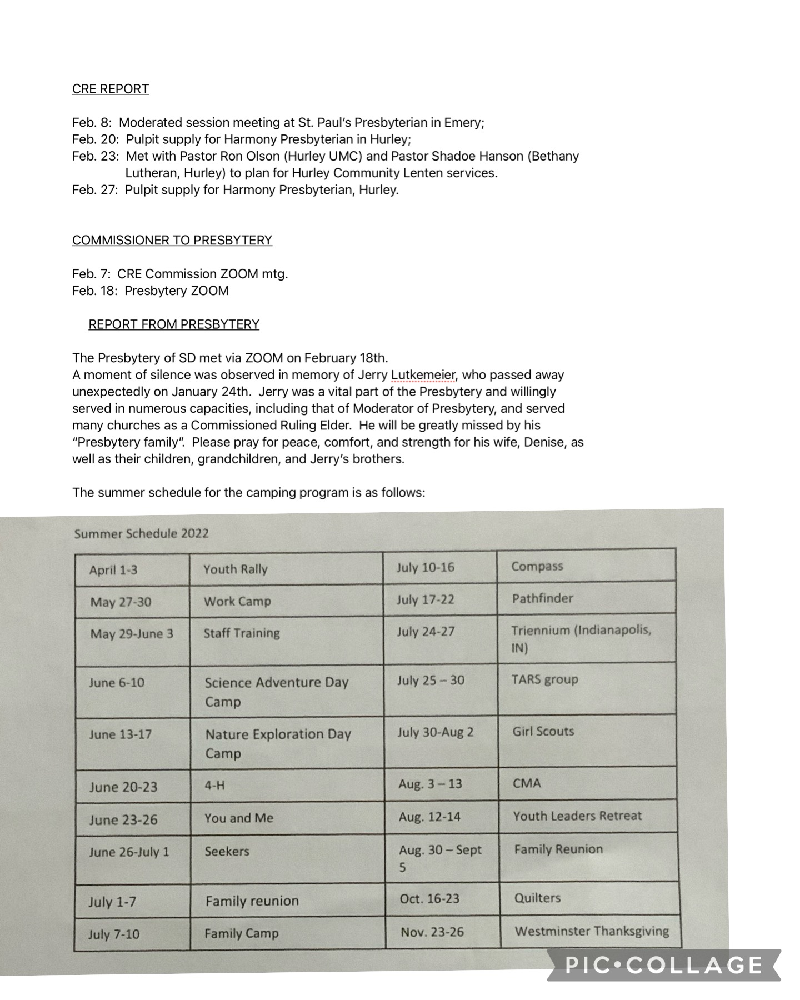 CRE REPORT
Feb. 8:  Moderated session meeting at St. Paul's Presbyterian in Emery;
Feb. 20:  Pulpit supply for Harmony Presbyterian in Hurley;
Feb. 23:  Met with Pastor Ron Olson (Hurley UMC) and Pastor Shadoe Hanson (Bethany
Lutheran, Hurley) to plan for Hurley Community Lenten services.
Feb. 27:  Pulpit supply for Harmony Presbyterian, Hurley.
COMMISSIONER TO PRESBYTERY
Feb. 7:  CRE Commission ZOOM mtg.
Feb. 18:  Presbytery ZOOM
REPORT FROM PRESBYTERY
The Presbytery of SD met via ZOOM on February 18th.
A moment of silence was observed in memory of Jerry Lutkemeier, who passed away
unexpectedly on January 24th.  Jerry was a vital part of the Presbytery and willingly
served in numerous capacities, including that of Moderator of Presbytery, and served
many churches as a Commissioned Ruling Elder.  He will be greatly missed by his
“Presbytery family”.  Please pray for peace, comfort, and strength for his wife, Denise, as
well as their children, grandchildren, and Jerry's brothers.
The summer schedule for the camping program is as follows:
Summer Schedule 2022
April 1-3 Youth Rally July 10-16 Compass
May 27-30 Work Camp July 17-22 Pathfinder
May 29-June 3 Staff Training July 24-27 Triennium (Indianapolis,
IN)
June 6-10 Science Adventure Day July 25 – 30 TARS group
Camp
June 13-17 Nature Exploration Day July 30-Aug 2 Girl Scouts
Camp
June 20-23 4-H Aug. 3 – 13 CMA
June 23-26 You and Me Aug. 12-14 Youth Leaders Retreat
June 26-July 1 Seekers Aug. 30 – Sept Family Reunion
5
July 1-7 Family reunion Oct. 16-23 Quilters
July 7-10 Family Camp Nov. 23-26 Westminster Thanksgiving
PIC•COLLAGE